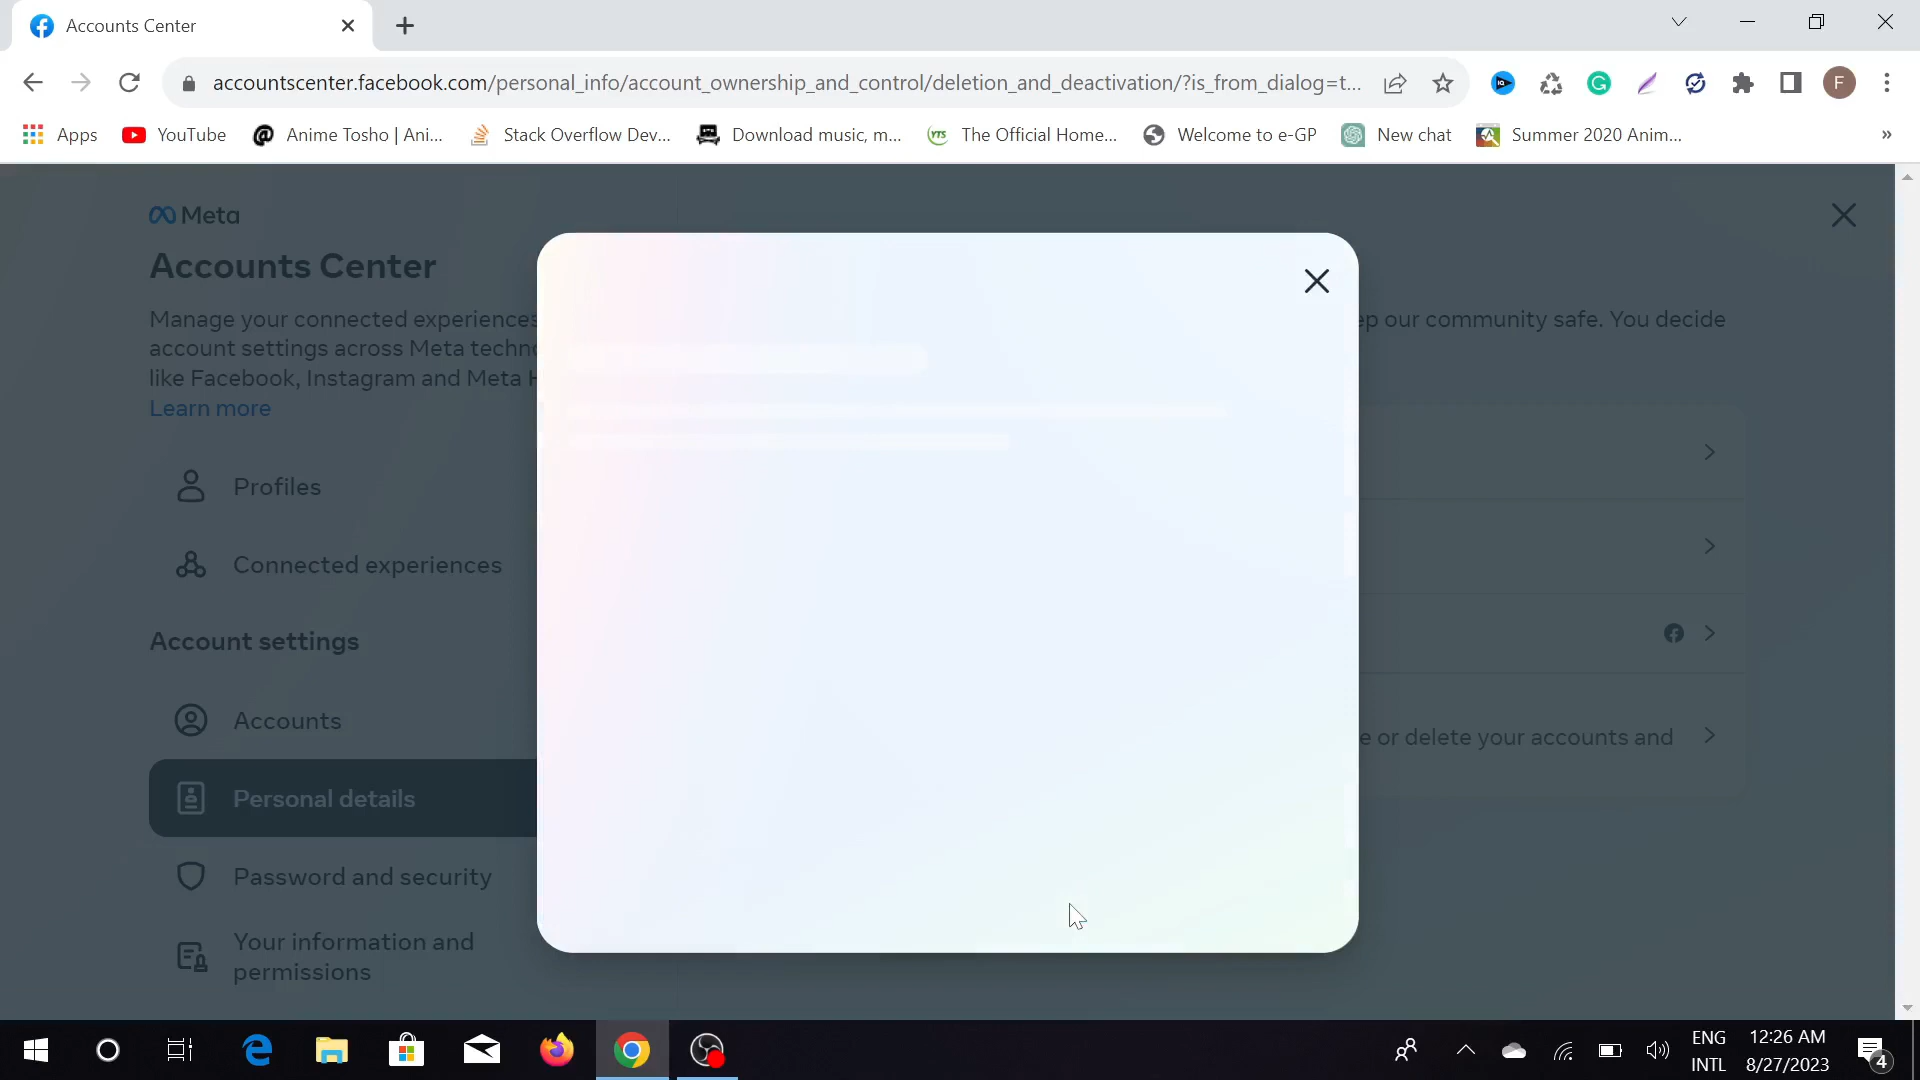 Accounts Center
accountscenter.facebook.com/personal_info/account_ownership_and_control/deletion_and_deactivation/?is_from_dialog=t...
F
Apps
YouTube
Anime Tosho | Ani...
Stack Overflow Dev...
Download music, m...
YTS
The Official Home...
Welcome to e-GP
New chat
Summer 2020 Anim...
»
Meta
Accounts Center
Manage your connected experiences
account settings across Meta techn
like Facebook, Instagram and Meta H
Learn more
ep our community safe. You decide
Profiles
Connected experiences
Account settings
Accounts
e or delete your accounts and
Personal details
Password and security
Your information and
permissions
ENG
INTL
12:26 AM
8/27/2023
4